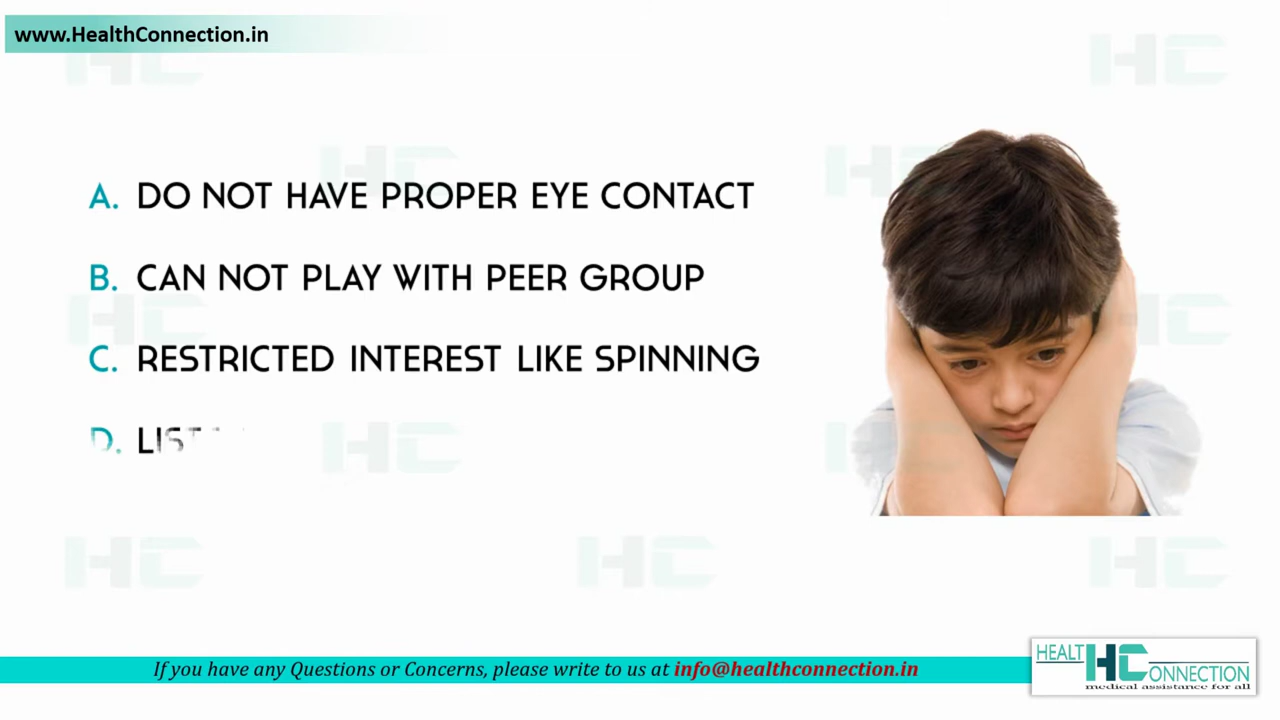 www.HealthConnection.in
A. DO NOT HAVE PROPER EYE CONTACT
B. CAN NOT PLAY WITH PEER GROUP
C. RESTRICTED INTEREST LIKE SPINNING
D.
If you have any Questions or Concerns, please write to us at info@healthconnection.in
HEALTH CONNECTION
medical assistance for all